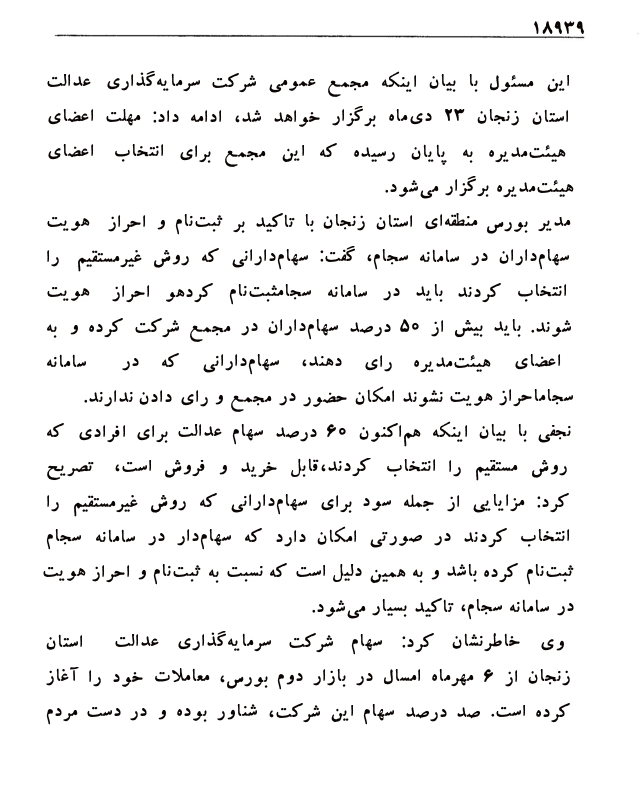 ۱۸۹۳۹
این مسئول با بیان اینکه مجمع عمومی شرکت سرمایه‌گذاری عدالت
استان زنجان ۲۳ دی‌ماه برگزار خواهد شد، ادامه داد: مهلت اعضای
هیئت‌مدیره به پایان رسیده که این مجمع برای انتخاب اعضای
هیئت‌مدیره برگزار می‌شود.
مدیر بورس منطقه‌ای استان زنجان با تاکید بر ثبت‌نام و احراز هویت
سهام‌داران در سامانه سجام، گفت: سهام‌دارانی که روش غیرمستقیم را
انتخاب کردند باید در سامانه سجامثبت‌نام کردهو احراز هویت
شوند. باید بیش از ۵۰ درصد سهام‌داران در مجمع شرکت کرده و به
اعضای هیئت‌مدیره رای دهند، سهام‌دارانی که در سامانه
سجاماحراز هویت نشوند امکان حضور در مجمع و رای دادن ندارند.
نجفی با بیان اینکه هم‌اکنون ۶۰ درصد سهام عدالت برای افرادی که
روش مستقیم را انتخاب کردند،قابل خرید و فروش است، تصریح
کرد: مزایایی از جمله سود برای سهام‌دارانی که روش غیرمستقیم را
انتخاب کردند در صورتی امکان دارد که سهام‌دار در سامانه سجام
ثبت‌نام کرده باشد و به همین دلیل است که نسبت به ثبت‌نام و احراز هویت
در سامانه سجام، تاکید بسیار می‌شود.
وی خاطرنشان کرد: سهام شرکت سرمایه‌گذاری عدالت استان
زنجان از ۶ مهرماه امسال در بازار دوم بورس، معاملات خود را آغاز
کرده است. صد درصد سهام این شرکت، شناور بوده و در دست مردم